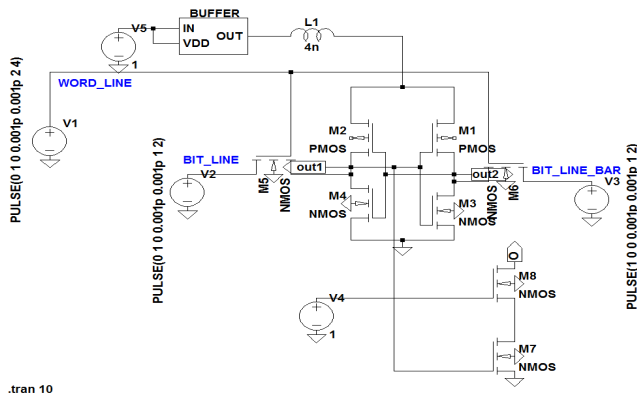 BUFFER
V5
IN
VDD
OUT
L1
4n
1
WORD_LINE
V1
PULSE(0 1 0 0.001p 0.001p 2 4)
M2
PMOS
M1
PMOS
BIT_LINE
V2
PULSE(0 1 0 0.001p 0.001p 1 2)
M5
NMOS
out1
out2
M6
NMOS
BIT_LINE_BAR
V3
PULSE(1 0 0 0.001p 0.001p 1 2)
M4
NMOS
M3
NMOS
O
M8
NMOS
V4
1
M7
NMOS
.tran 10